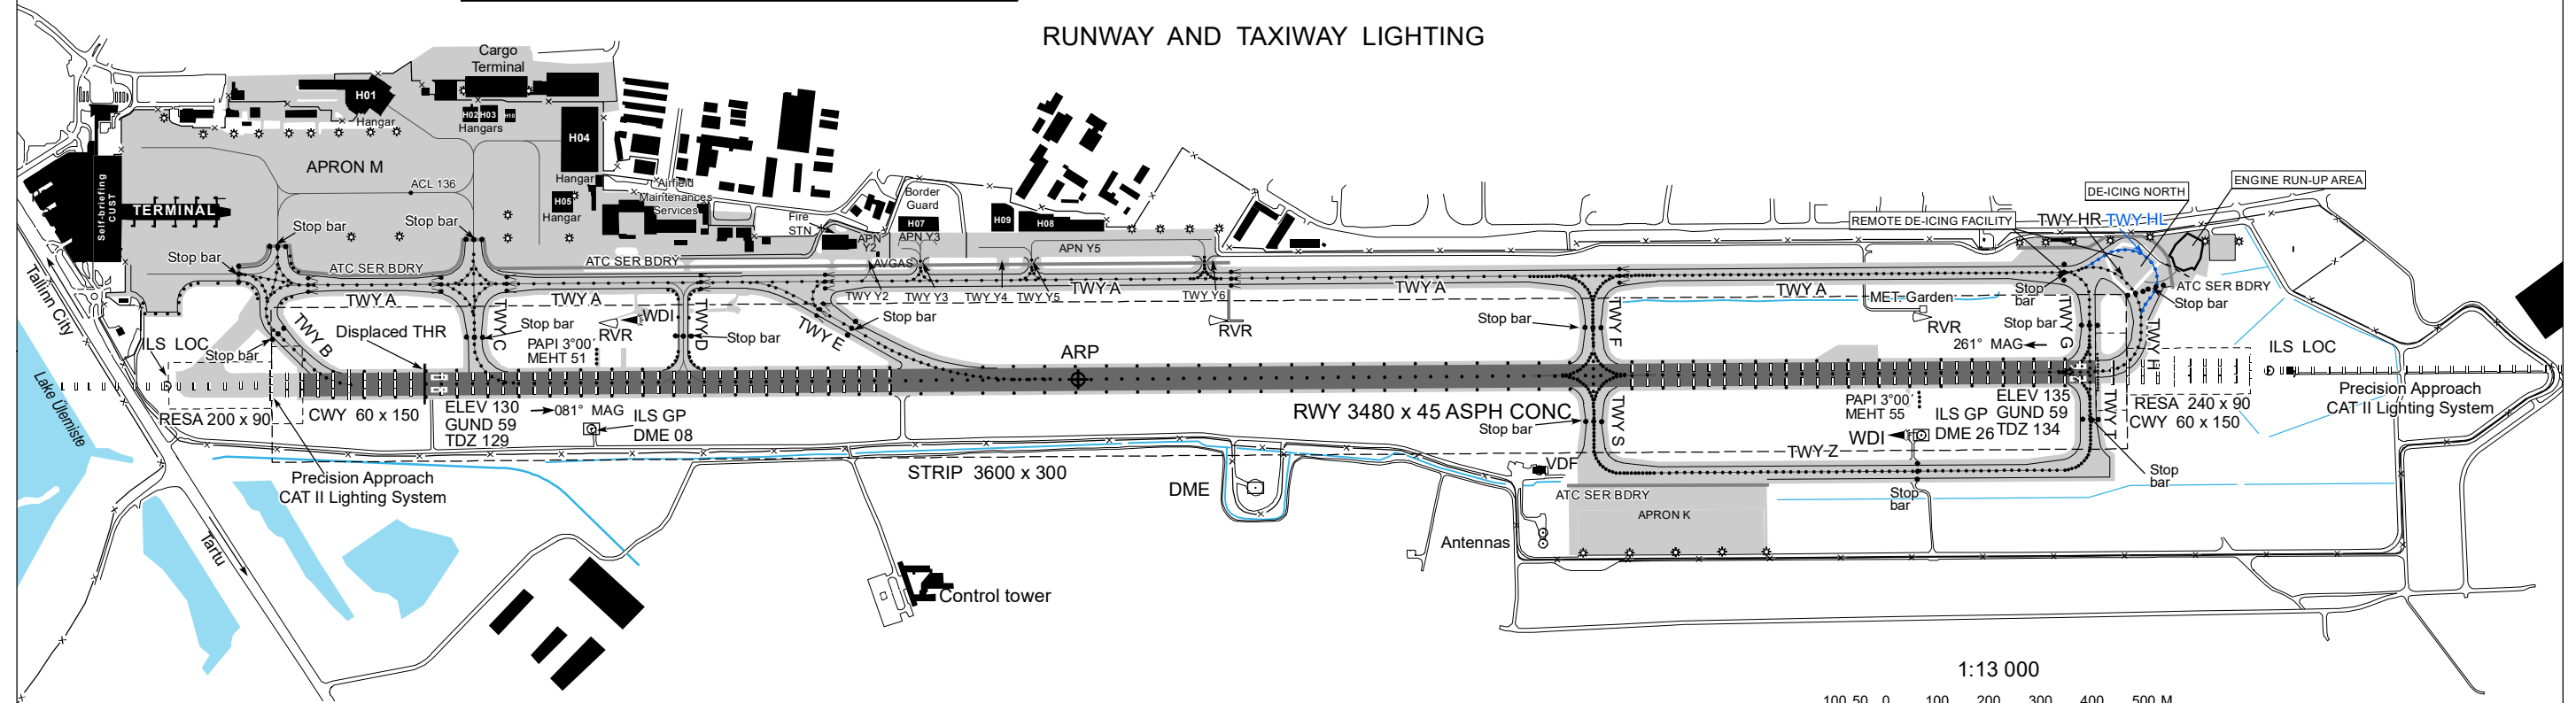 RUNWAY AND TAXIWAY LIGHTING
Cargo
Terminal
H01
Hangar
H02
H03
H10
Hangars
H04
Hangar
APRON M
ACL 136
H05
Hangar
Airfield
Maintenances
Services
Self-briefing
CUST
TERMINAL
Stop bar
Stop bar
Stop bar
Fire
STN
Border
Guard
H07
APN Y3
APN
Y2
H09
H08
APN Y5
AVGAS
ATC SER BDRY
ATC SER BDRY
TWY Y2
TWY Y3
TWY Y4
TWY Y5
TWY Y6
DE-ICING NORTH
ENGINE RUN-UP AREA
REMOTE DE-ICING FACILITY
TWY HR
TWY HL
ATC SER BDRY
Stop bar
Stop
bar
TWY A
TWY A
TWY A
TWY A
TWY A
MET. Garden
Tallinn City
Lake Ülemiste
ILS LOC
Stop bar
TWY B
Displaced THR
TWY C
Stop bar
WDI
RVR
PAPI 3°00´
MEHT 51
TWY D
Stop bar
TWY E
Stop bar
RVR
ARP
Stop bar
TWY F
RVR
261° MAG
Stop bar
TWY G
TWY H
ILS LOC
Precision Approach
CAT II Lighting System
RESA 200 x 90
CWY 60 x 150
ELEV 130
GUND 59
TDZ 129
081° MAG
ILS GP
DME 08
RWY 3480 x 45 ASPH CONC
Stop bar
TWY S
PAPI 3°00´
MEHT 55
WDI
ILS GP
DME 26
ELEV 135
GUND 59
TDZ 134
TWY T
RESA 240 x 90
CWY 60 x 150
TWY Z
Precision Approach
CAT II Lighting System
STRIP 3600 x 300
DME
VDF
ATC SER BDRY
APRON K
Stop
bar
Stop
bar
Antennas
Tartu
Control tower
1:13 000
100 50 0 100 200 300 400 500 M